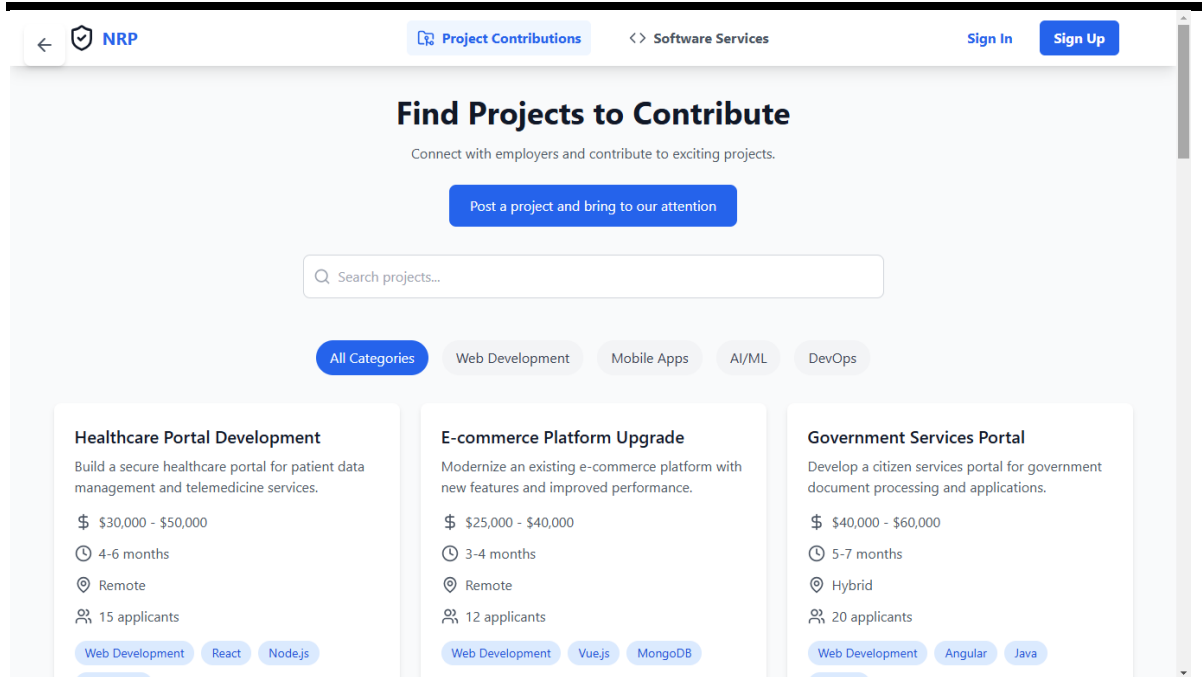 NRP
Project Contributions
Software Services
Sign In
Sign Up
Find Projects to Contribute
Connect with employers and contribute to exciting projects.
Post a project and bring to our attention
Search projects...
All Categories
Web Development
Mobile Apps
AI/ML
DevOps
Healthcare Portal Development
Build a secure healthcare portal for patient data
management and telemedicine services.
$30,000 - $50,000
4-6 months
Remote
15 applicants
Web Development
React
Node.js
E-commerce Platform Upgrade
Modernize an existing e-commerce platform with
new features and improved performance.
$25,000 - $40,000
3-4 months
Remote
12 applicants
Web Development
Vue.js
MongoDB
Government Services Portal
Develop a citizen services portal for government
document processing and applications.
$40,000 - $60,000
5-7 months
Hybrid
20 applicants
Web Development
Angular
Java